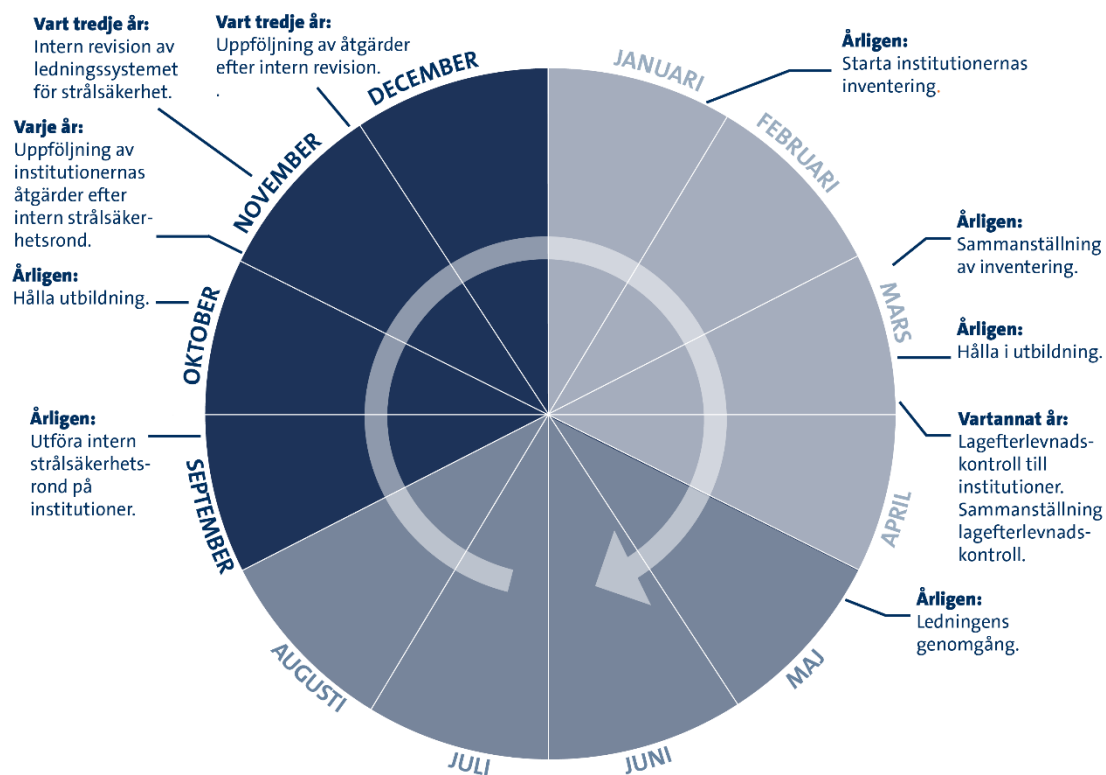 Vart tredje år:
Intern revision av
ledningssystemet
för strålsäkerhet.
Vart tredje år:
Uppföljning av åtgärder
efter intern revision.
.
Varje år:
Uppföljning av
institutionernas
åtgärder efter
intern strålsäker-
hetsrond.
Årligen:
Hålla utbildning.
Årligen:
Utföra intern
strålsäkerhets-
rond på
institutioner.
JANUARI
FEBRUARI
MARS
APRIL
MAJ
JUNI
JULI
AUGUSTI
SEPTEMBER
OKTOBER
NOVEMBER
DECEMBER
Årligen:
Starta institutionernas
inventering.
Årligen:
Sammanställning
av inventering.
Årligen:
Hålla i utbildning.
Vartannat år:
Lagefterlevnads-
kontroll till
institutioner.
Sammanställning
lagefterlevnads-
kontroll.
Årligen:
Ledningens
genomgång.